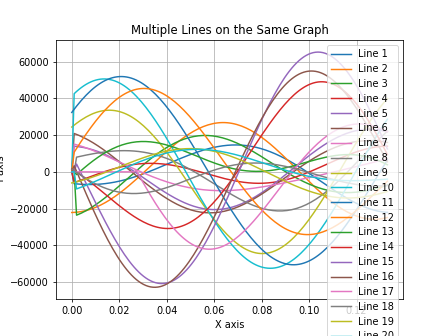 Multiple Lines on the Same Graph
60000
40000
20000
0
−20000
−40000
−60000
0.00
0.02
0.04
0.06
0.08
0.10
X axis
Line 1
Line 2
Line 3
Line 4
Line 5
Line 6
Line 7
Line 8
Line 9
Line 10
Line 11
Line 12
Line 13
Line 14
Line 15
Line 16
Line 17
Line 18
Line 19
Line 20